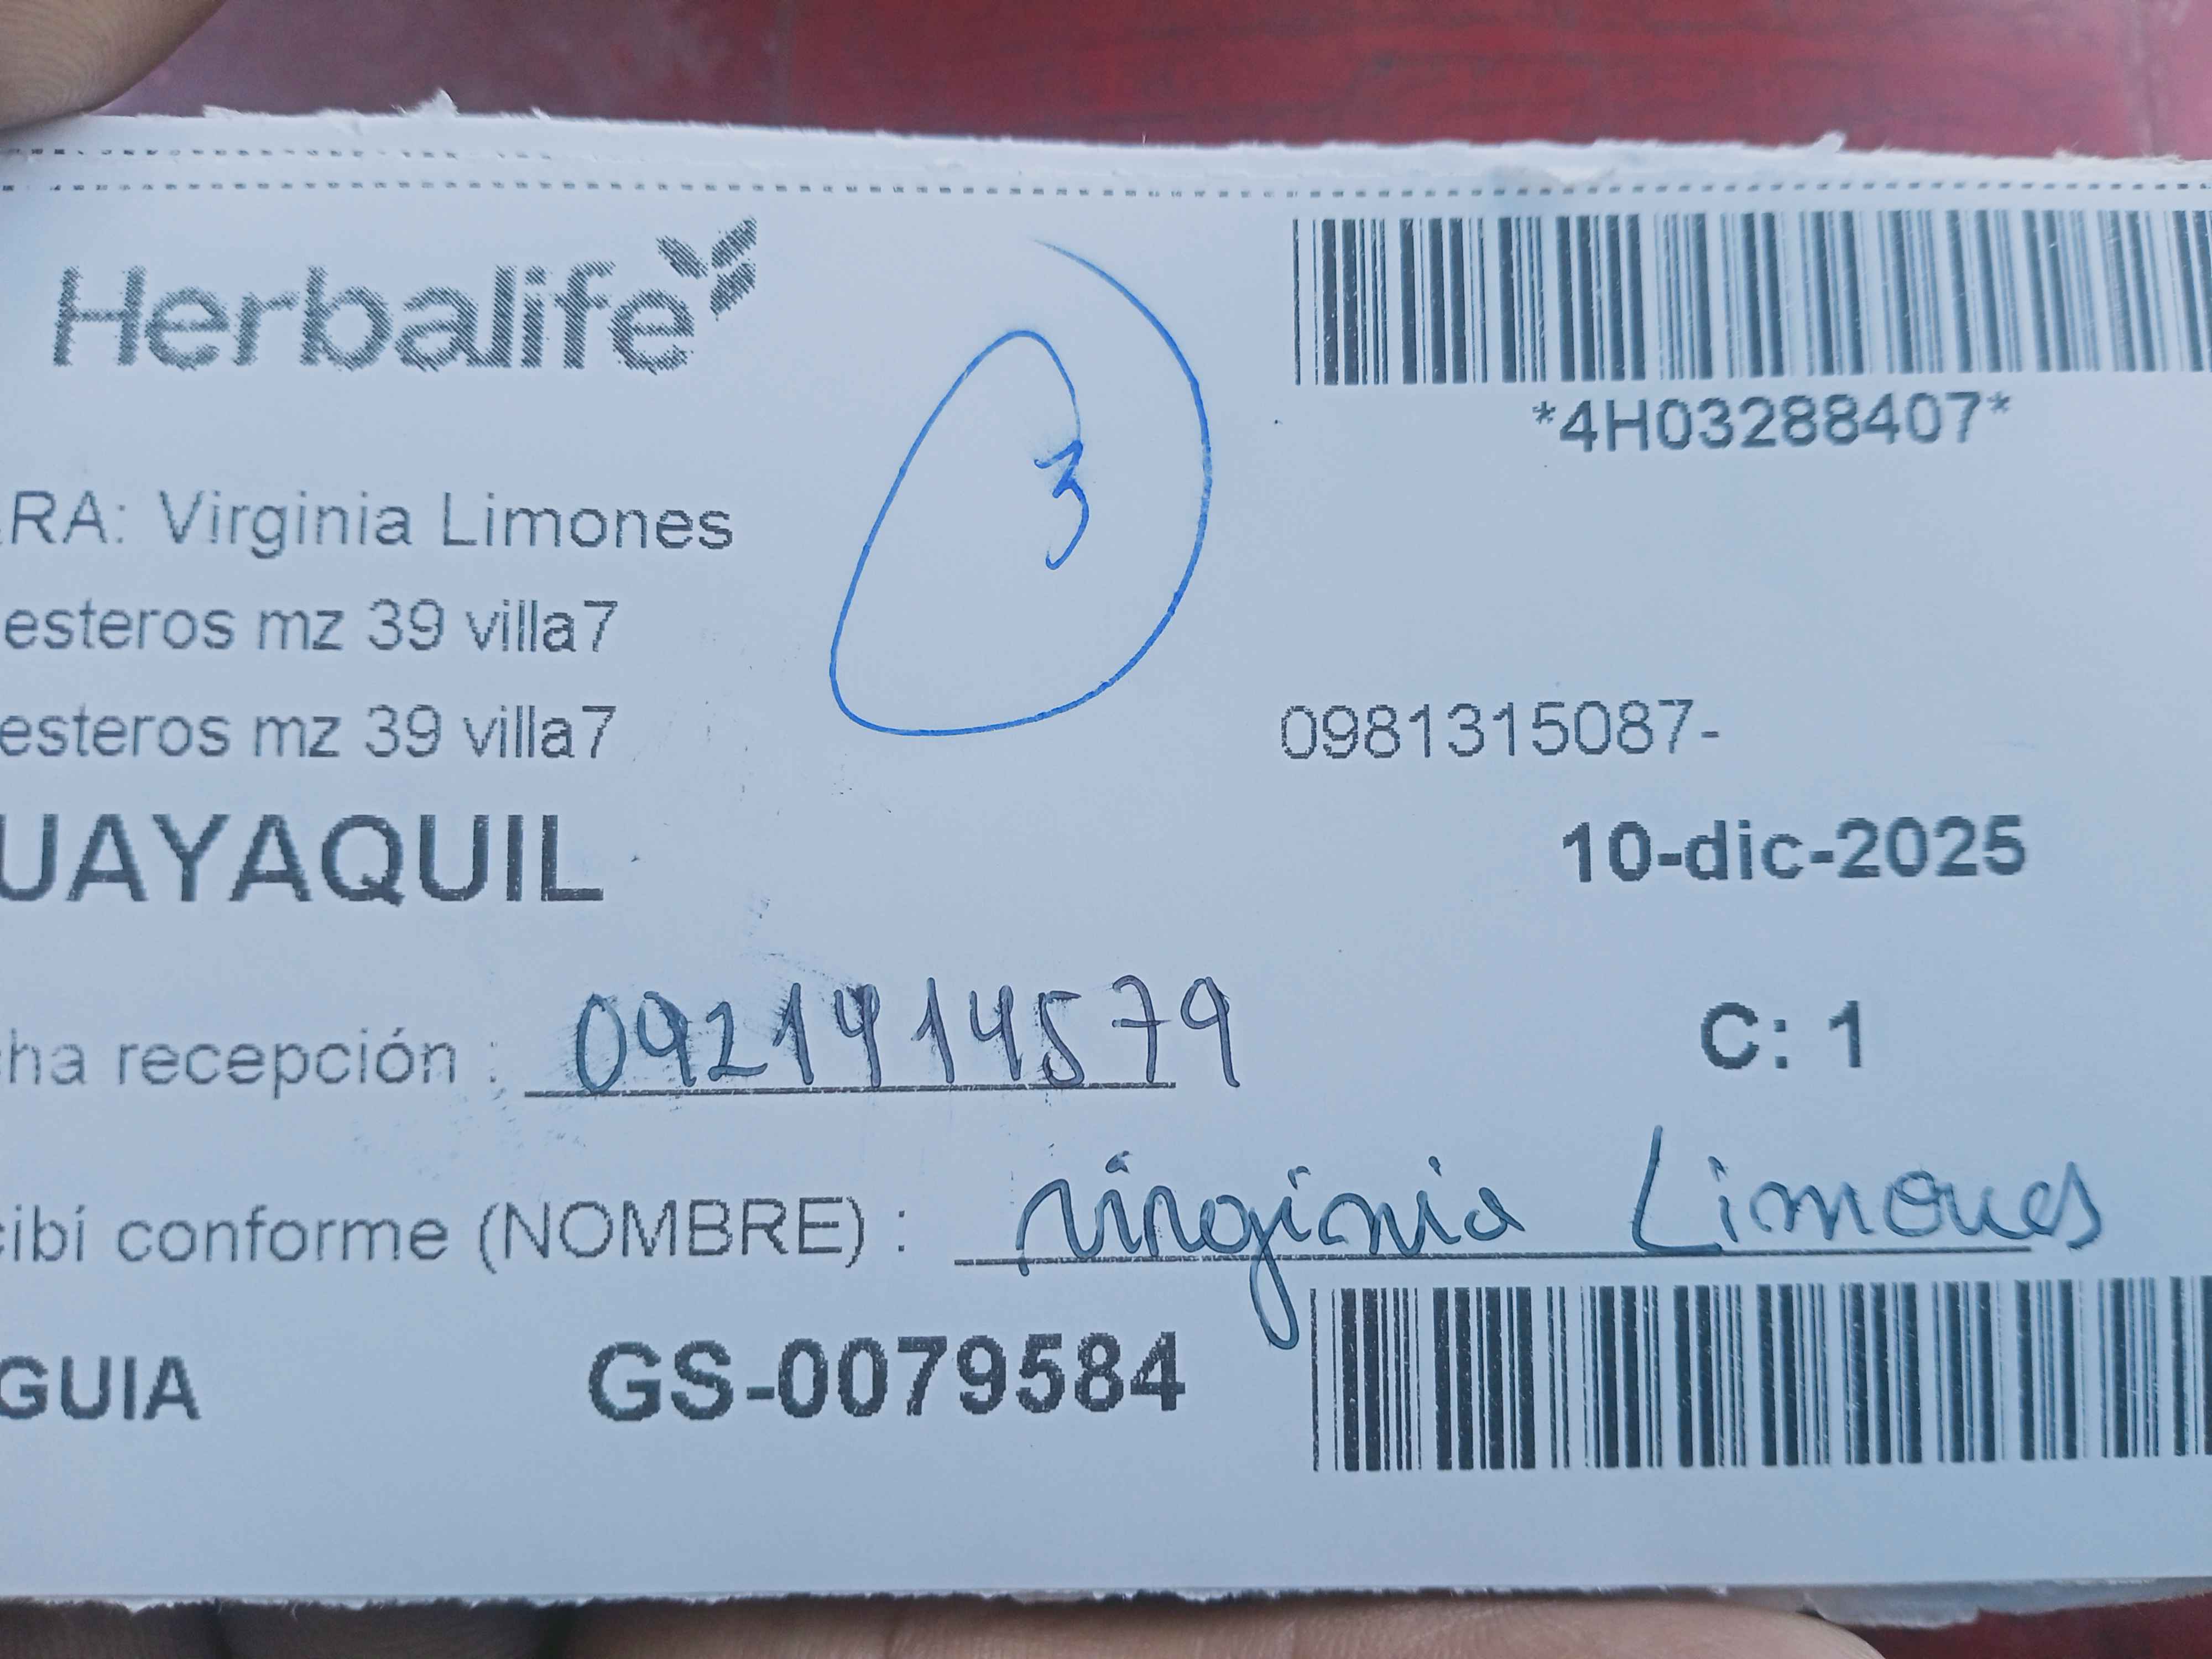 Herbalife
3
*4H03288407*
RA: Virginia Limones
esteros mz 39 villa7
esteros mz 39 villa7
0981315087-
UAYAQUIL
10-dic-2025
ha recepción : 0921914579
C: 1
cibí conforme (NOMBRE) : virginia Limones
GUIA GS-0079584